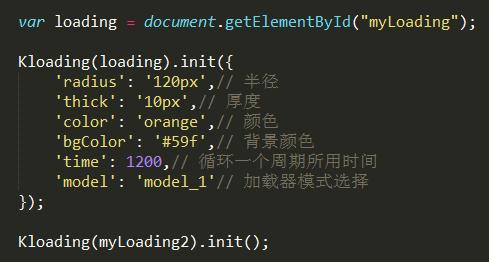 var loading = document.getElementById("myLoading");
Kloading(loading).init({
'radius': '120px',// 半径
'thick': '10px',// 厚度
'color': 'orange',// 颜色
'bgColor': '#59f',// 背景颜色
'time': 1200,// 循环一个周期所用时间
'model': 'model_1'// 加载器模式选择
});
Kloading(myLoading2).init();